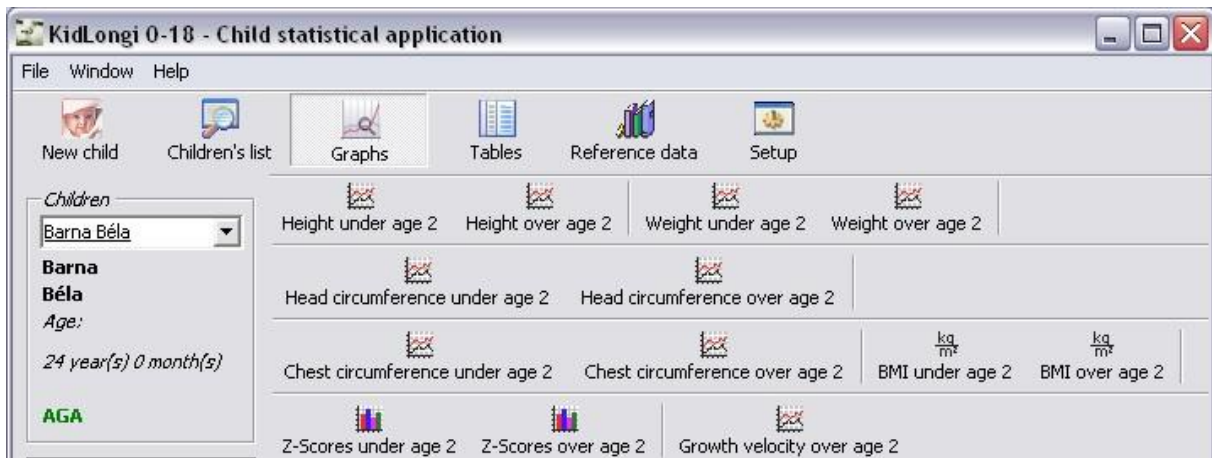 KidLongi 0-18 - Child statistical application
File Window Help
New child Children's list Graphs Tables Reference data Setup
Children
Barna Béla
Barna
Béla
Age:
24 year(s) 0 month(s)
AGA
Height under age 2 Height over age 2 Weight under age 2 Weight over age 2
Head circumference under age 2 Head circumference over age 2
kg/m² kg/m²
Chest circumference under age 2 Chest circumference over age 2 BMI under age 2 BMI over age 2
Z-Scores under age 2 Z-Scores over age 2 Growth velocity over age 2